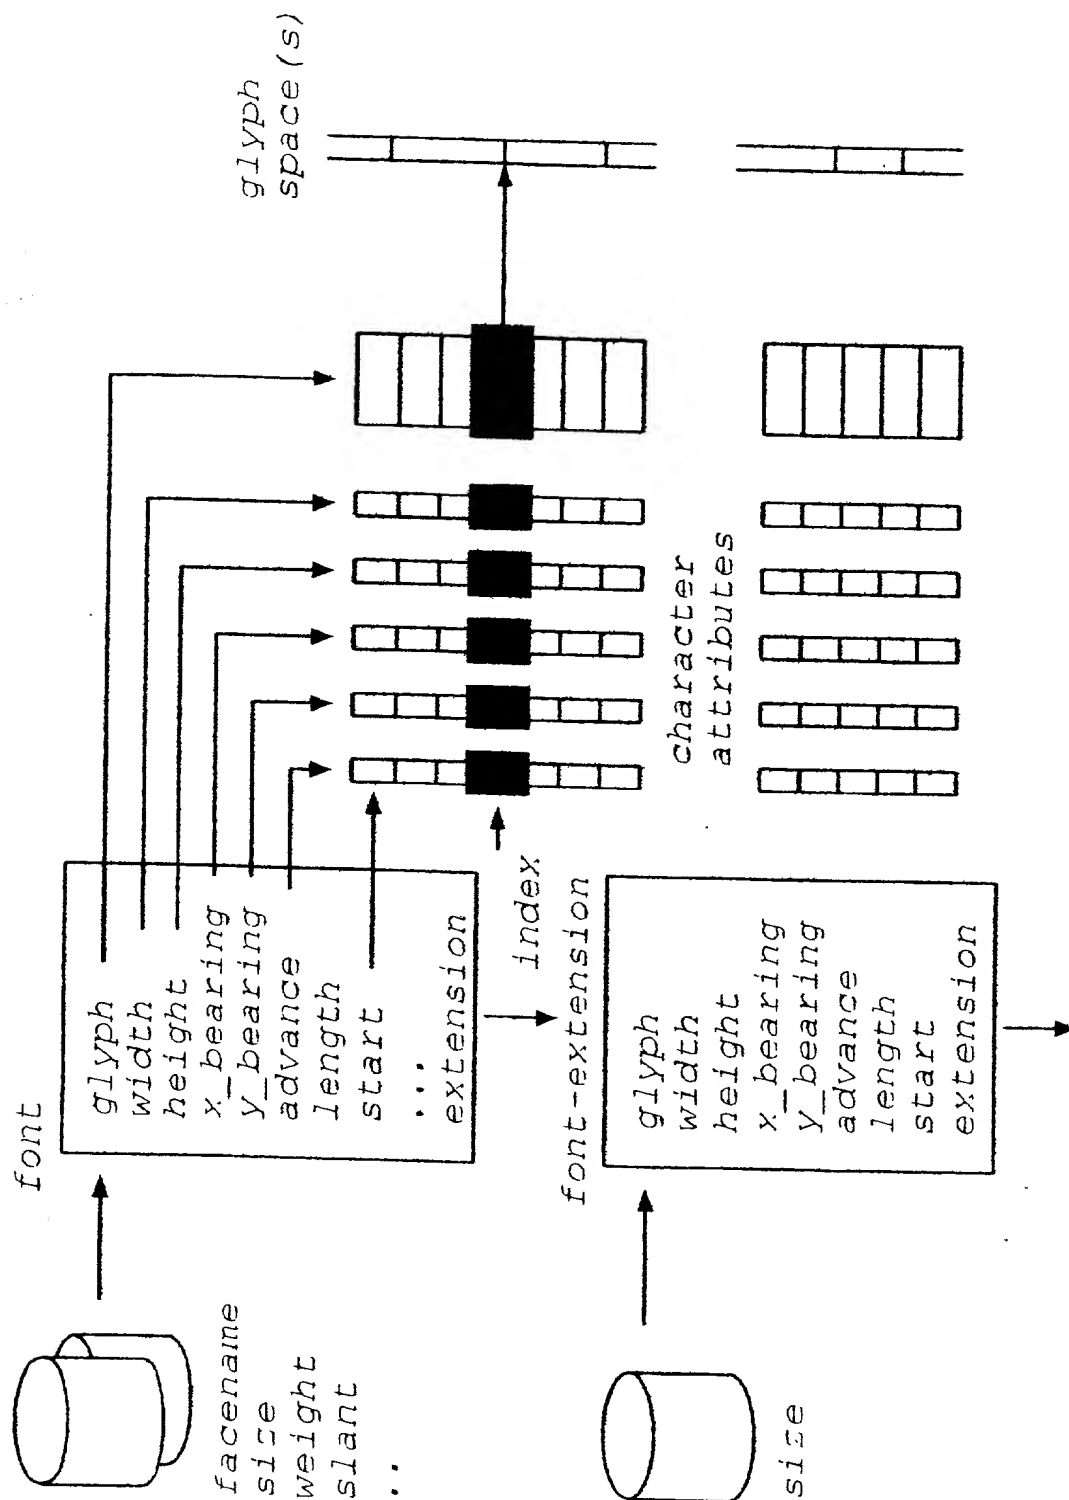 font
glyph
width
height
x_bearing
y_bearing
advance
length
start
...
extension
facename
size
weight
slant
..
glyph
space(s)
index
character
attributes
font-extension
glyph
width
height
x_bearing
y_bearing
advance
length
start
extension
size